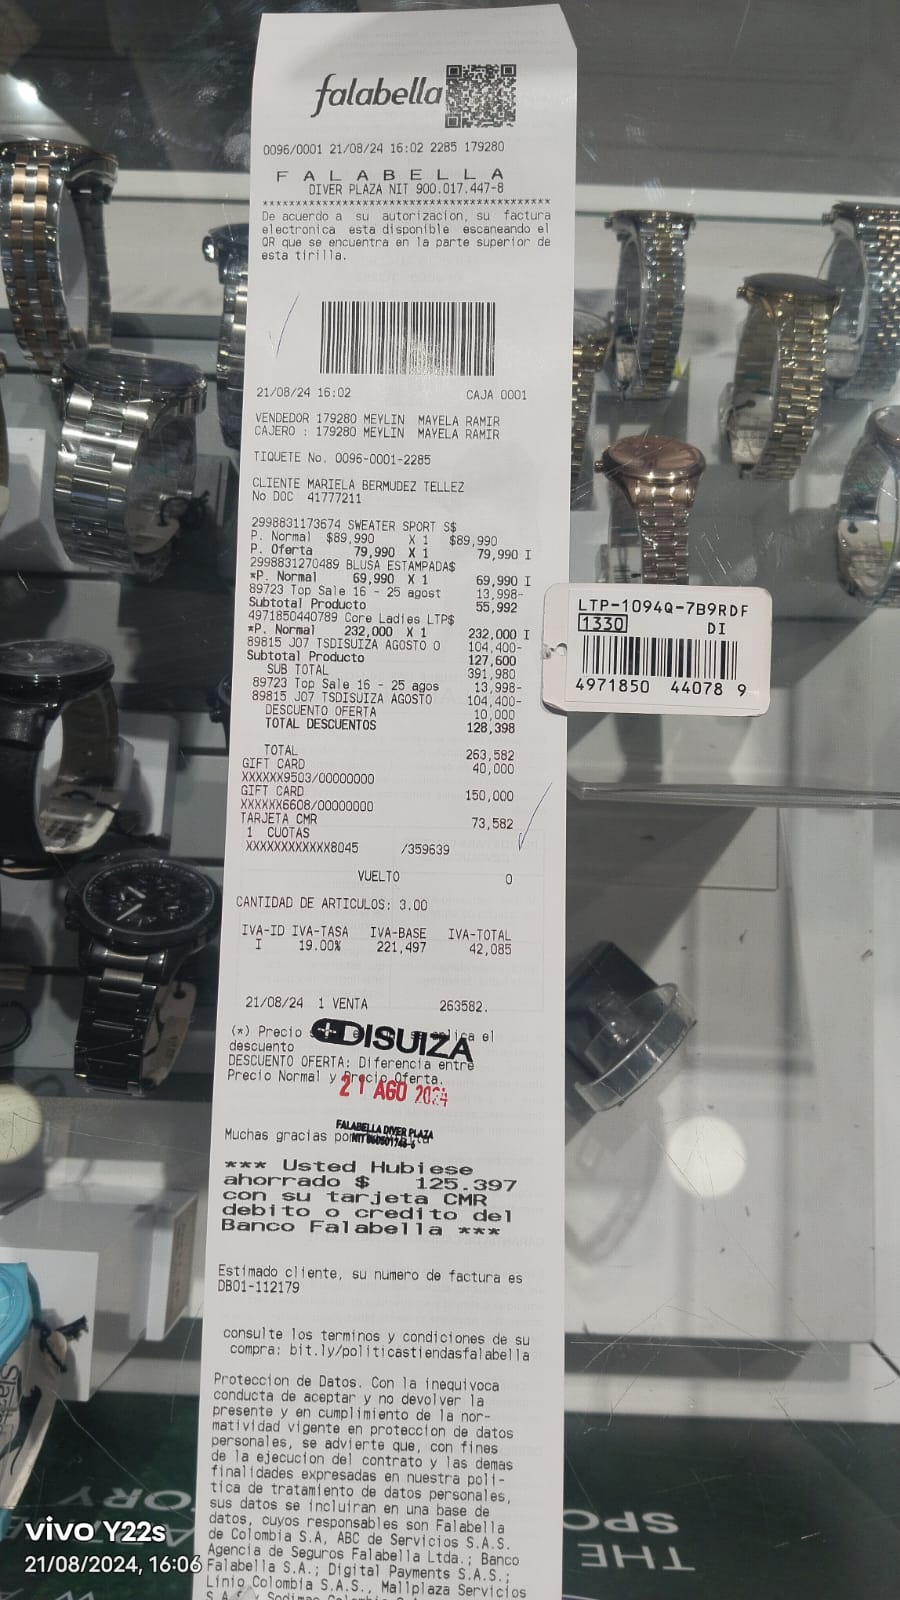 falabella
0096/0001 21/08/24 16:02 2285 179280
F A L A B E L L A
DIVER PLAZA NIT 900.017.447-8
****************************************
De acuerdo a su autorizacion, su factura
electronica esta disponible escaneando el
QR que se encuentra en la parte superior de
esta tirilla.
21/08/24 16:02 CAJA 0001
VENDEDOR 179280 MEYLIN MAYELA RAMIR
CAJERO : 179280 MEYLIN MAYELA RAMIR
TIQUETE No. 0096-0001-2285
CLIENTE MARIELA BERMUDEZ TELLEZ
No DOC 41777211
2998831173674 SWEATER SPORT S$
P. Normal $89,990 X 1 $89,990
P. Oferta 79,990 X 1 79,990 I
2998831270489 BLUSA ESTAMPADA$
*P. Normal 69,990 X 1 69,990 I
89723 Top Sale 16 - 25 agost 13,998-
Subtotal Producto 55,992
4971850440789 Core Ladies LTP$
*P. Normal 232,000 X 1 232,000 I
89815 J07 TSDISUIZA AGOSTO O 104,400-
Subtotal Producto 127,600
SUB TOTAL 391,980
89723 Top Sale 16 - 25 agos 13,998-
89815 J07 TSDISUIZA AGOSTO 104,400-
DESCUENTO OFERTA 10,000
TOTAL DESCUENTOS 128,398
TOTAL 263,582
GIFT CARD 40,000
XXXXXX9503/00000000
GIFT CARD 150,000
XXXXXX6608/00000000
TARJETA CMR 73,582
1 CUOTAS
XXXXXXXXXXXX8045 /359639
VUELTO 0
CANTIDAD DE ARTICULOS: 3.00
IVA-ID IVA-TASA IVA-BASE IVA-TOTAL
I 19.00% 221,497 42,085
21/08/24 1 VENTA 263582.
(*) Precio aplica el
DISUIZA
descuento
DESCUENTO OFERTA: Diferencia entre
Precio Normal y Precio Oferta.
21 AGO 2024
FALABELLA DIVER PLAZA
Muchas gracias por
*** Usted Hubiese
ahorrado $ 125.397
con su tarjeta CMR
debito o credito del
Banco Falabella ***
Estimado cliente, su numero de factura es
DB01-112179
consulte los terminos y condiciones de su
compra: bit.ly/politicastiendasfalabella
Proteccion de Datos. Con la inequivoca
conducta de aceptar y no devolver la
presente y en cumplimiento de la nor-
matividad vigente en proteccion de datos
personales, se advierte que, con fines
de la ejecucion del contrato y las demas
finalidades expresadas en nuestra poli-
tica de tratamiento de datos personales,
sus datos se incluiran en una base de
datos, cuyos responsables son Falabella
de Colombia S.A, ABC de Servicios S.A.S.
Agencia de Seguros Falabella Ltda.; Banco
Falabella S.A.; Digital Payments S.A.S.;
Linio Colombia S.A.S., Mallplaza Servicios
LTP-1094Q-7B9RDF
1330 DI
4971850 44078 9
THE
SPO
ORY
vivo Y22s
21/08/2024, 16:06